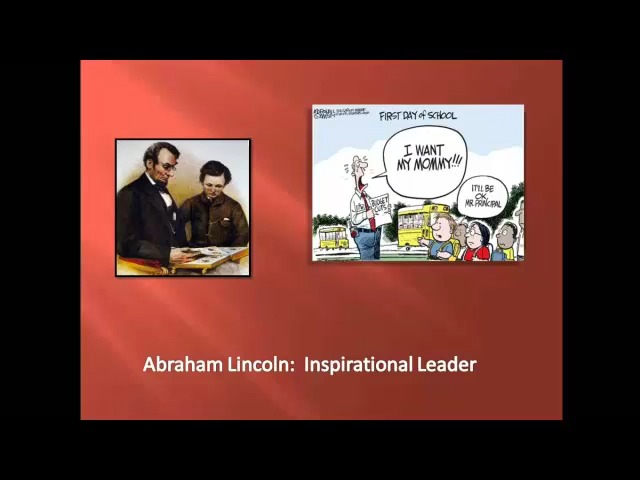 FIRST DAY of SCHOOL
I WANT
MY MOMMY!!!
BUDGET
CUTS
IT'LL BE
OK,
MR. PRINCIPAL
Abraham Lincoln: Inspirational Leader